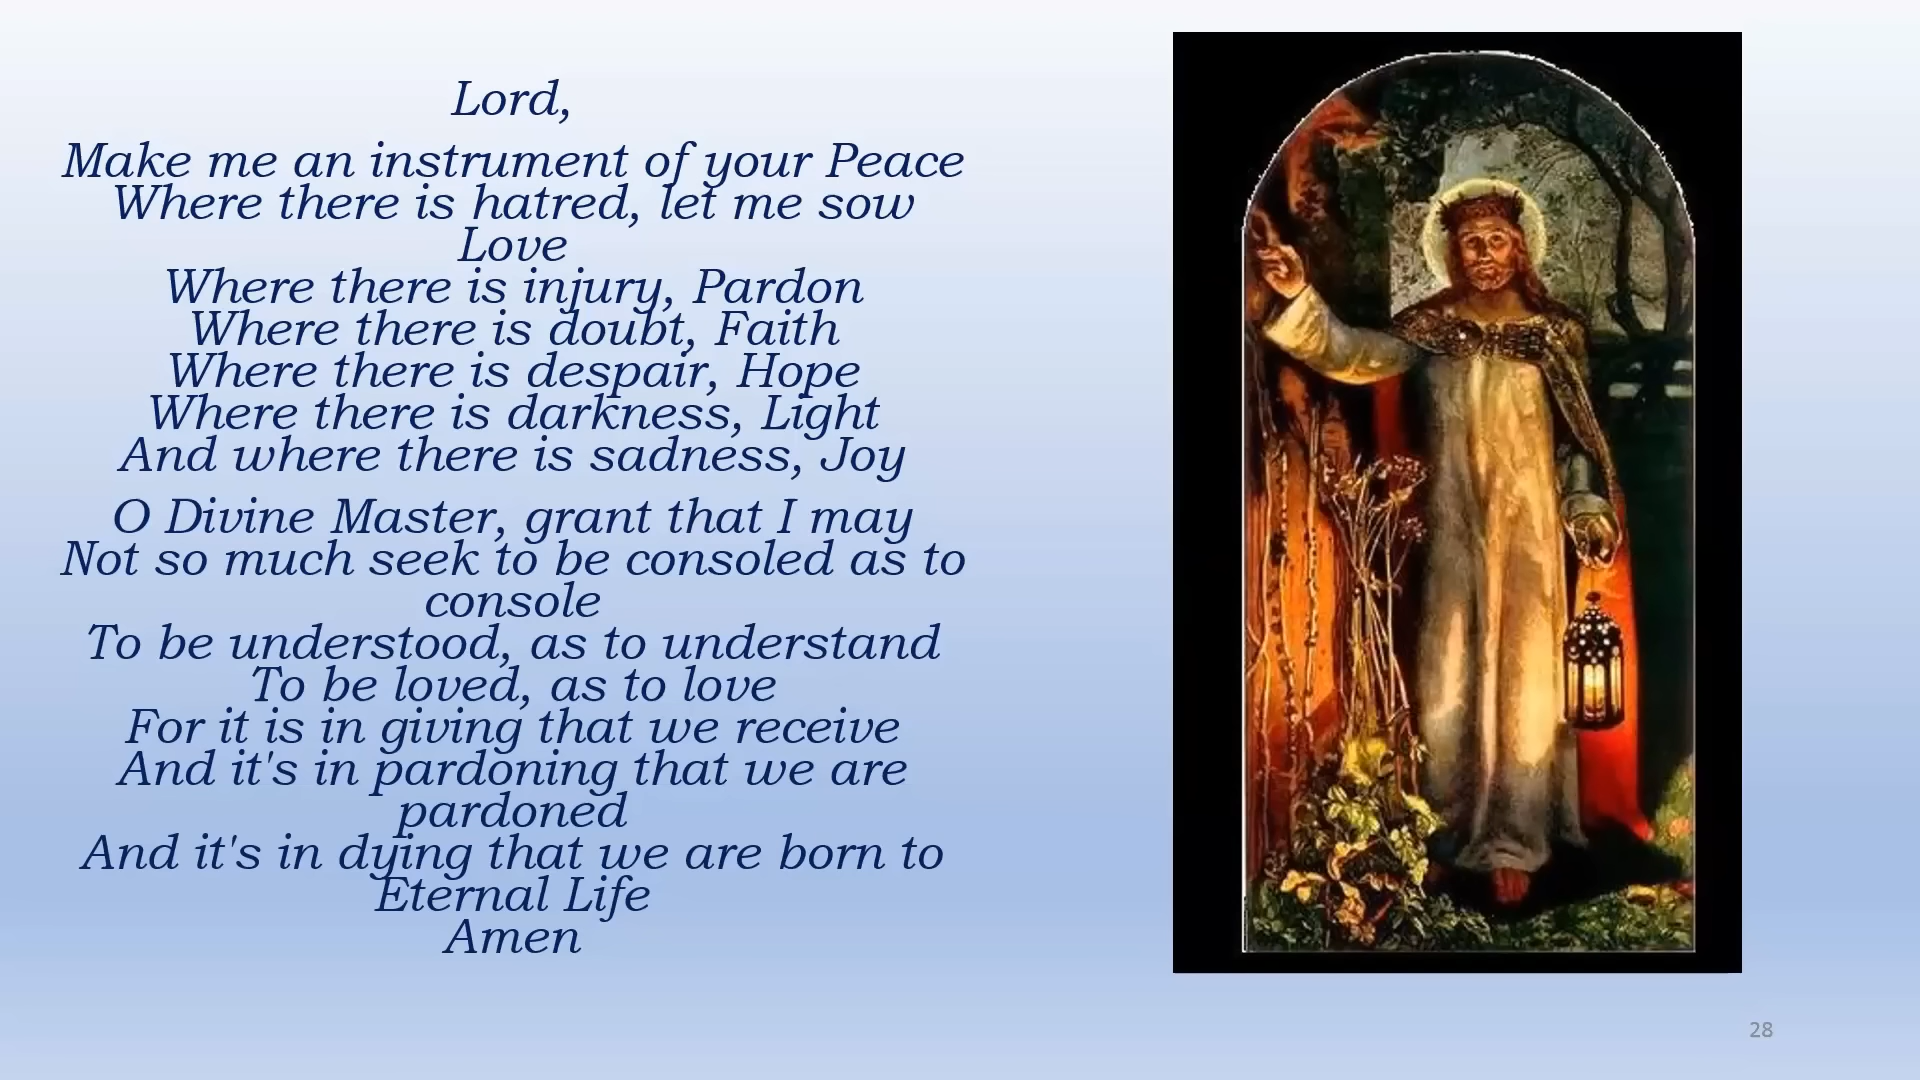 Lord,
Make me an instrument of your Peace
Where there is hatred, let me sow
Love
Where there is injury, Pardon
Where there is doubt, Faith
Where there is despair, Hope
Where there is darkness, Light
And where there is sadness, Joy
O Divine Master, grant that I may
Not so much seek to be consoled as to
console
To be understood, as to understand
To be loved, as to love
For it is in giving that we receive
And it's in pardoning that we are
pardoned
And it's in dying that we are born to
Eternal Life
Amen
28